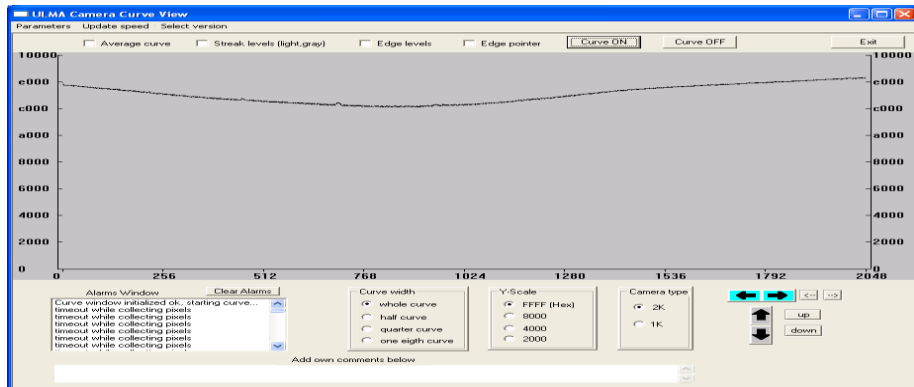 ULMA Camera Curve View
Parameters Update speed Select version
Average curve Streak levels (light,gray) Edge levels Edge pointer Curve ON Curve OFF Exit
10000 10000
e000 e000
c000 c000
a000 a000
8000 8000
6000 6000
4000 4000
2000 2000
0 0
0 256 512 768 1024 1280 1536 1792 2048
Alarms Window Clear Alarms
Curve window initialized ok, starting curve...
timeout while collecting pixels
timeout while collecting pixels
timeout while collecting pixels
timeout while collecting pixels
timeout while collecting pixels
Curve width
whole curve
half curve
quarter curve
one eigth curve
Y-Scale
FFFF (Hex)
8000
4000
2000
Camera type
2K
1K
<-- -->
up
down
Add own comments below